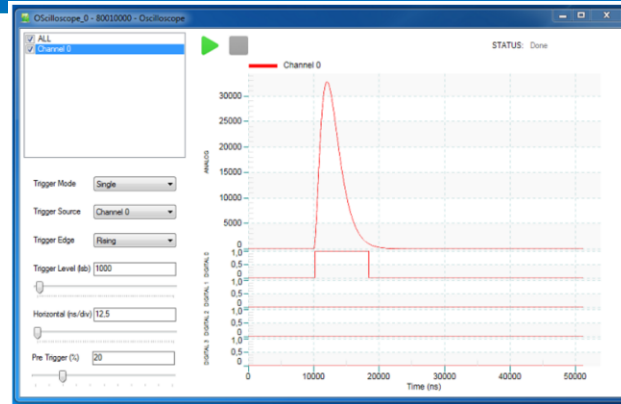 OScilloscope_0 - 80010000 - Oscilloscope
ALL
Channel 0
STATUS: Done
Channel 0
30000
25000
20000
15000
10000
5000
0
ANALOG
1,0
0,5
0
DIGITAL 0
1,0
0,5
0
DIGITAL 1
1,0
0,5
0
DIGITAL 2
1,0
0,5
0
DIGITAL 3
0
10000
20000
30000
40000
50000
Time (ns)
Trigger Mode Single
Trigger Source Channel 0
Trigger Edge Rising
Trigger Level (lsb) 1000
Horizontal (ns/div) 12.5
Pre Trigger (%) 20